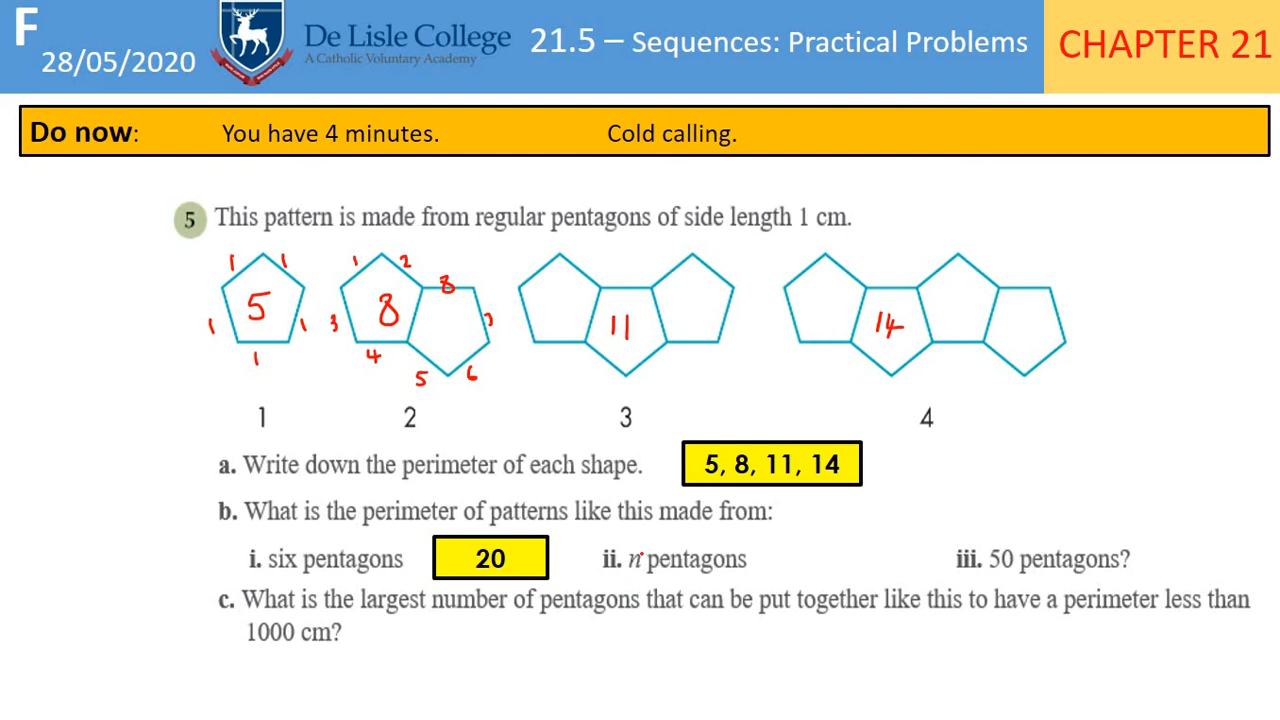 F
28/05/2020
De Lisle College
A Catholic Voluntary Academy
21.5 – Sequences: Practical Problems
CHAPTER 21
Do now: You have 4 minutes. Cold calling.
5 This pattern is made from regular pentagons of side length 1 cm.
1 1 1 2 8
1 5 1 3 8 11 14
1 4 5 6
1 2 3 4
a. Write down the perimeter of each shape. 5, 8, 11, 14
b. What is the perimeter of patterns like this made from:
i. six pentagons 20 ii. n pentagons iii. 50 pentagons?
c. What is the largest number of pentagons that can be put together like this to have a perimeter less than
1000 cm?